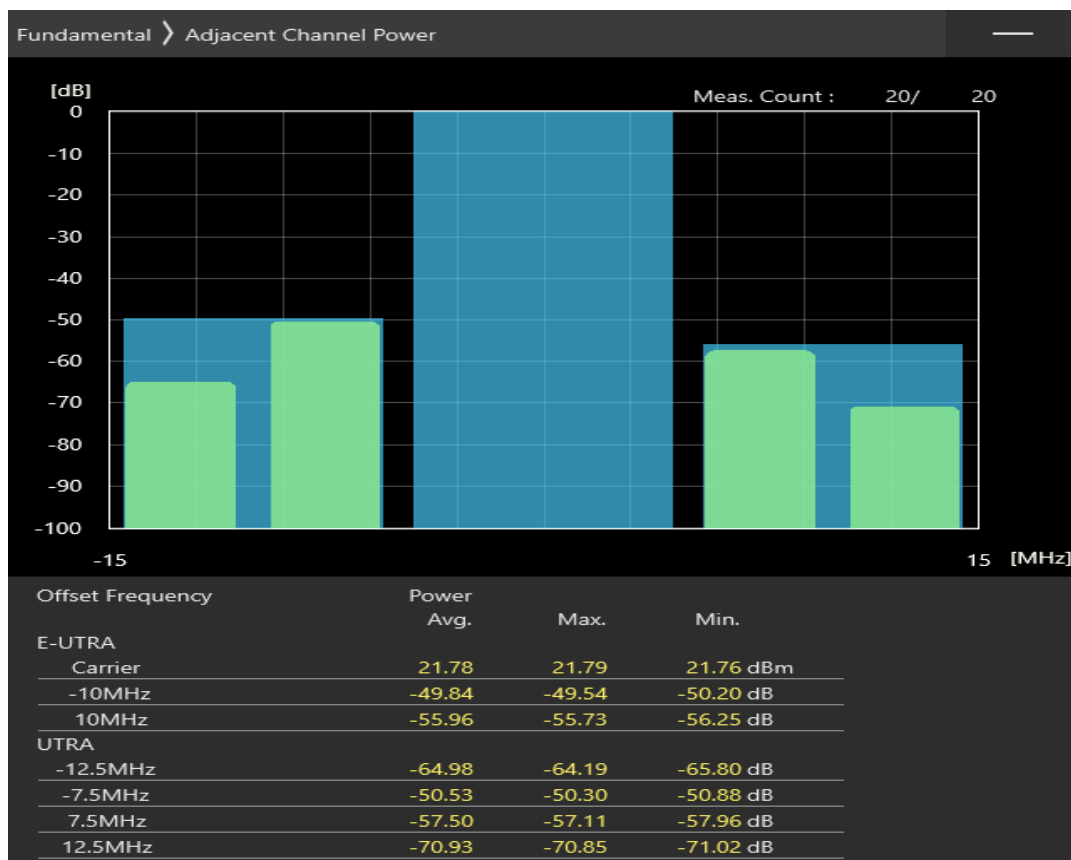 Fundamental ❯ Adjacent Channel Power
[dB]
Meas. Count : 20/ 20
0
-10
-20
-30
-40
-50
-60
-70
-80
-90
-100
-15 15 [MHz]
Offset Frequency Power
Avg. Max. Min.
E-UTRA
Carrier 21.78 21.79 21.76 dBm
-10MHz -49.84 -49.54 -50.20 dB
10MHz -55.96 -55.73 -56.25 dB
UTRA
-12.5MHz -64.98 -64.19 -65.80 dB
-7.5MHz -50.53 -50.30 -50.88 dB
7.5MHz -57.50 -57.11 -57.96 dB
12.5MHz -70.93 -70.85 -71.02 dB